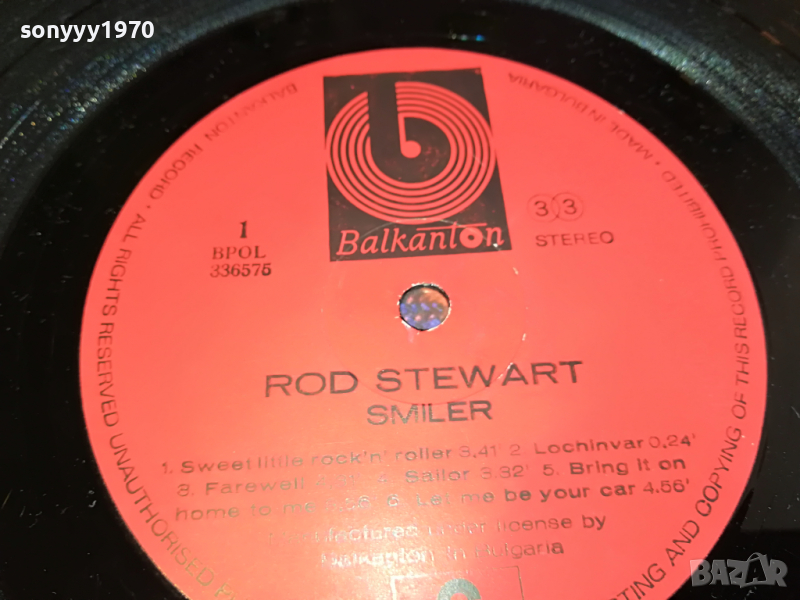 sonyyy1970
BALKANTON RECORD • ALL RIGHTS RESERVED UNAUTHORISED
COPYING OF THIS RECORD PROHIBITED • MADE IN BULGARIA
b
Balkanton
1
BPOL
336575
33
STEREO
ROD STEWART
SMILER
1. Sweet little rock'n' roller 3.41' 2. Lochinvar 0.24'
3. Farewell 4. Sailor 3.32' 5. Bring it on
home to me 6. Let me be your car 4.56'
under license by
Balkanton in Bulgaria
BAZAR